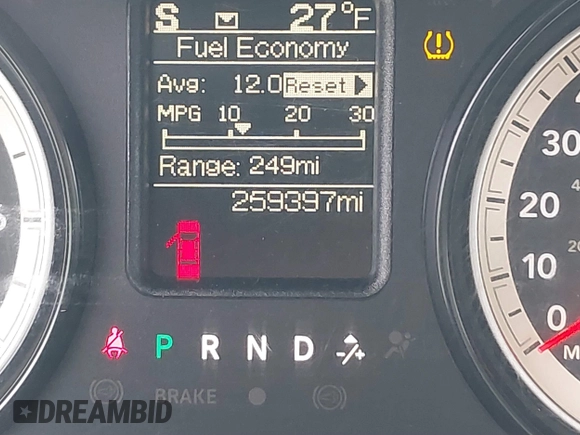 S 27°F
Fuel Economy
Avg: 12.0 Reset
MPG 10 20 30
Range: 249mi
259397mi
30
20
10
0
P R N D
BRAKE
DREAMBID